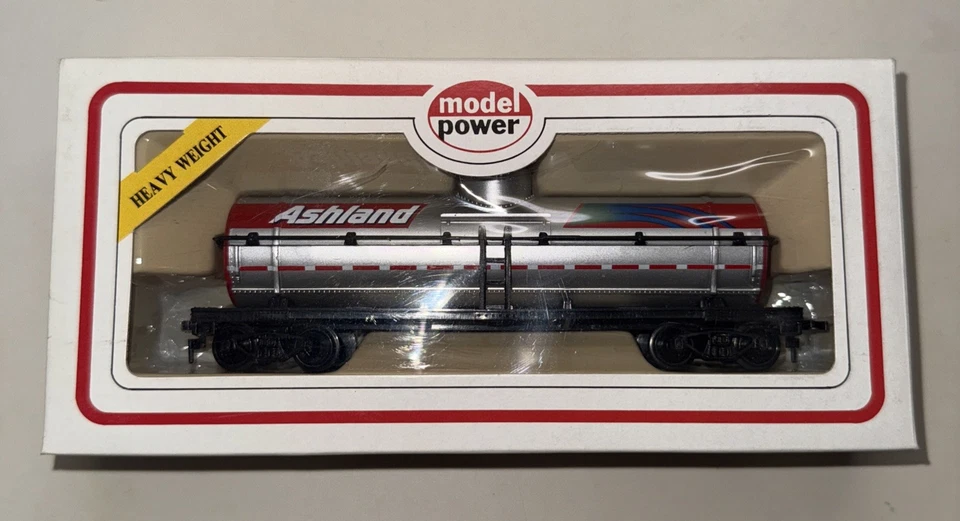 model
power
HEAVY WEIGHT
Ashland